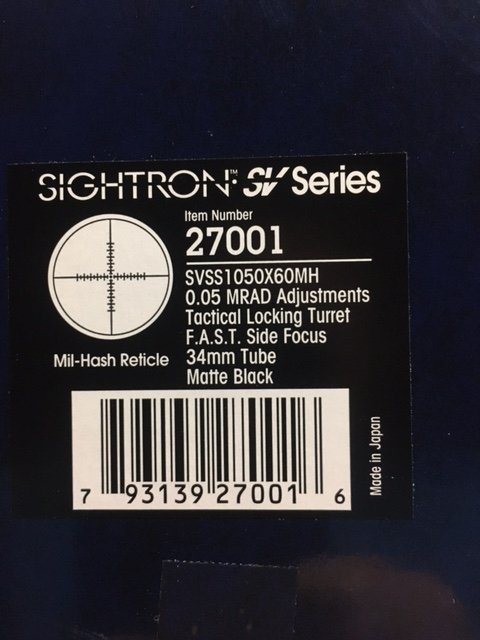 SIGHTRON™ SV Series
Item Number
27001
SVSS1050X60MH
0.05 MRAD Adjustments
Tactical Locking Turret
F.A.S.T. Side Focus
34mm Tube
Matte Black
Mil-Hash Reticle
7 93139 27001 6
Made in Japan